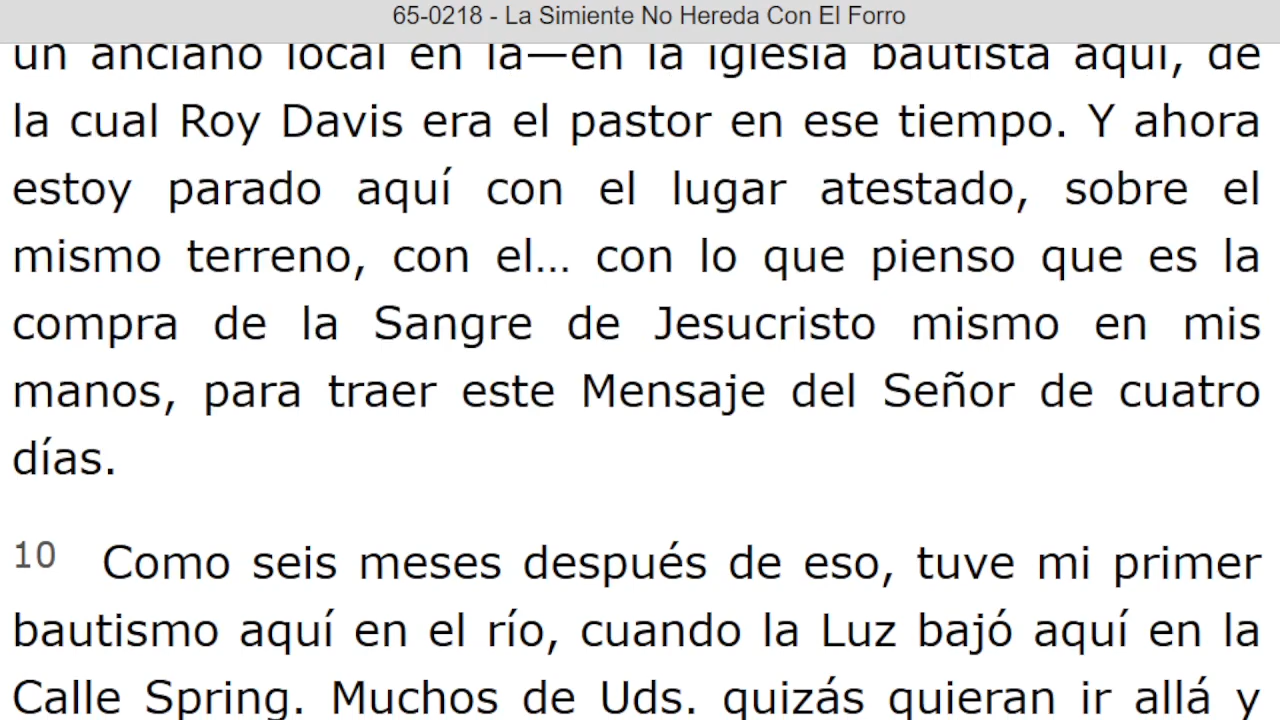 65-0218 - La Simiente No Hereda Con El Forro
un anciano local en la—en la iglesia bautista aquí, de
la cual Roy Davis era el pastor en ese tiempo. Y ahora
estoy parado aquí con el lugar atestado, sobre el
mismo terreno, con el... con lo que pienso que es la
compra de la Sangre de Jesucristo mismo en mis
manos, para traer este Mensaje del Señor de cuatro
días.
10 Como seis meses después de eso, tuve mi primer
bautismo aquí en el río, cuando la Luz bajó aquí en la
Calle Spring. Muchos de Uds. quizás quieran ir allá y